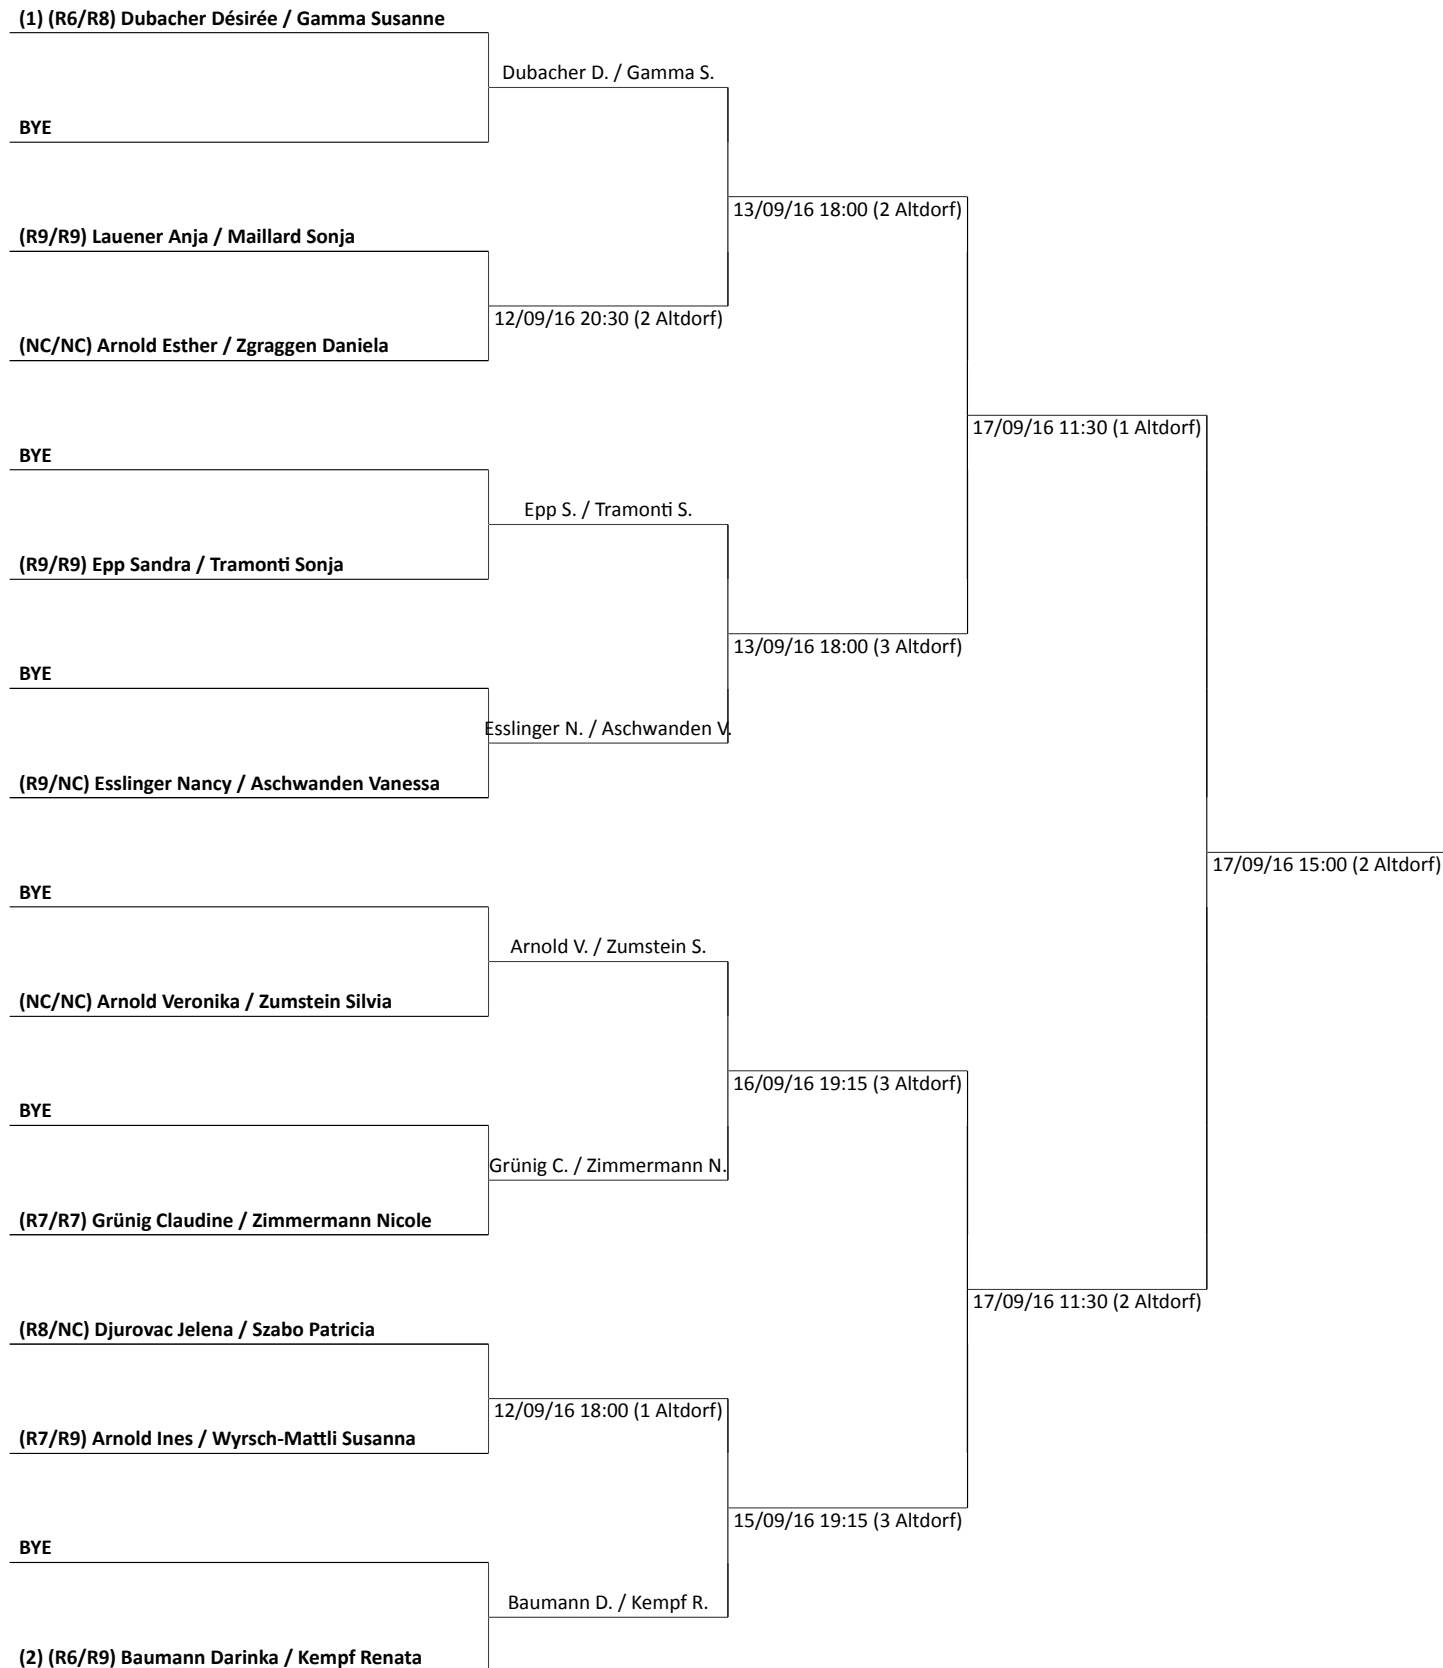 (1) (R6/R8) Dubacher Désirée / Gamma Susanne
Dubacher D. / Gamma S.
BYE
13/09/16 18:00 (2 Altdorf)
(R9/R9) Lauener Anja / Maillard Sonja
12/09/16 20:30 (2 Altdorf)
(NC/NC) Arnold Esther / Zgraggen Daniela
17/09/16 11:30 (1 Altdorf)
BYE
Epp S. / Tramonti S.
(R9/R9) Epp Sandra / Tramonti Sonja
13/09/16 18:00 (3 Altdorf)
BYE
Esslinger N. / Aschwanden V.
(R9/NC) Esslinger Nancy / Aschwanden Vanessa
17/09/16 15:00 (2 Altdorf)
BYE
Arnold V. / Zumstein S.
(NC/NC) Arnold Veronika / Zumstein Silvia
16/09/16 19:15 (3 Altdorf)
BYE
Grünig C. / Zimmermann N.
(R7/R7) Grünig Claudine / Zimmermann Nicole
17/09/16 11:30 (2 Altdorf)
(R8/NC) Djurovac Jelena / Szabo Patricia
12/09/16 18:00 (1 Altdorf)
(R7/R9) Arnold Ines / Wyrsch-Mattli Susanna
15/09/16 19:15 (3 Altdorf)
BYE
Baumann D. / Kempf R.
(2) (R6/R9) Baumann Darinka / Kempf Renata